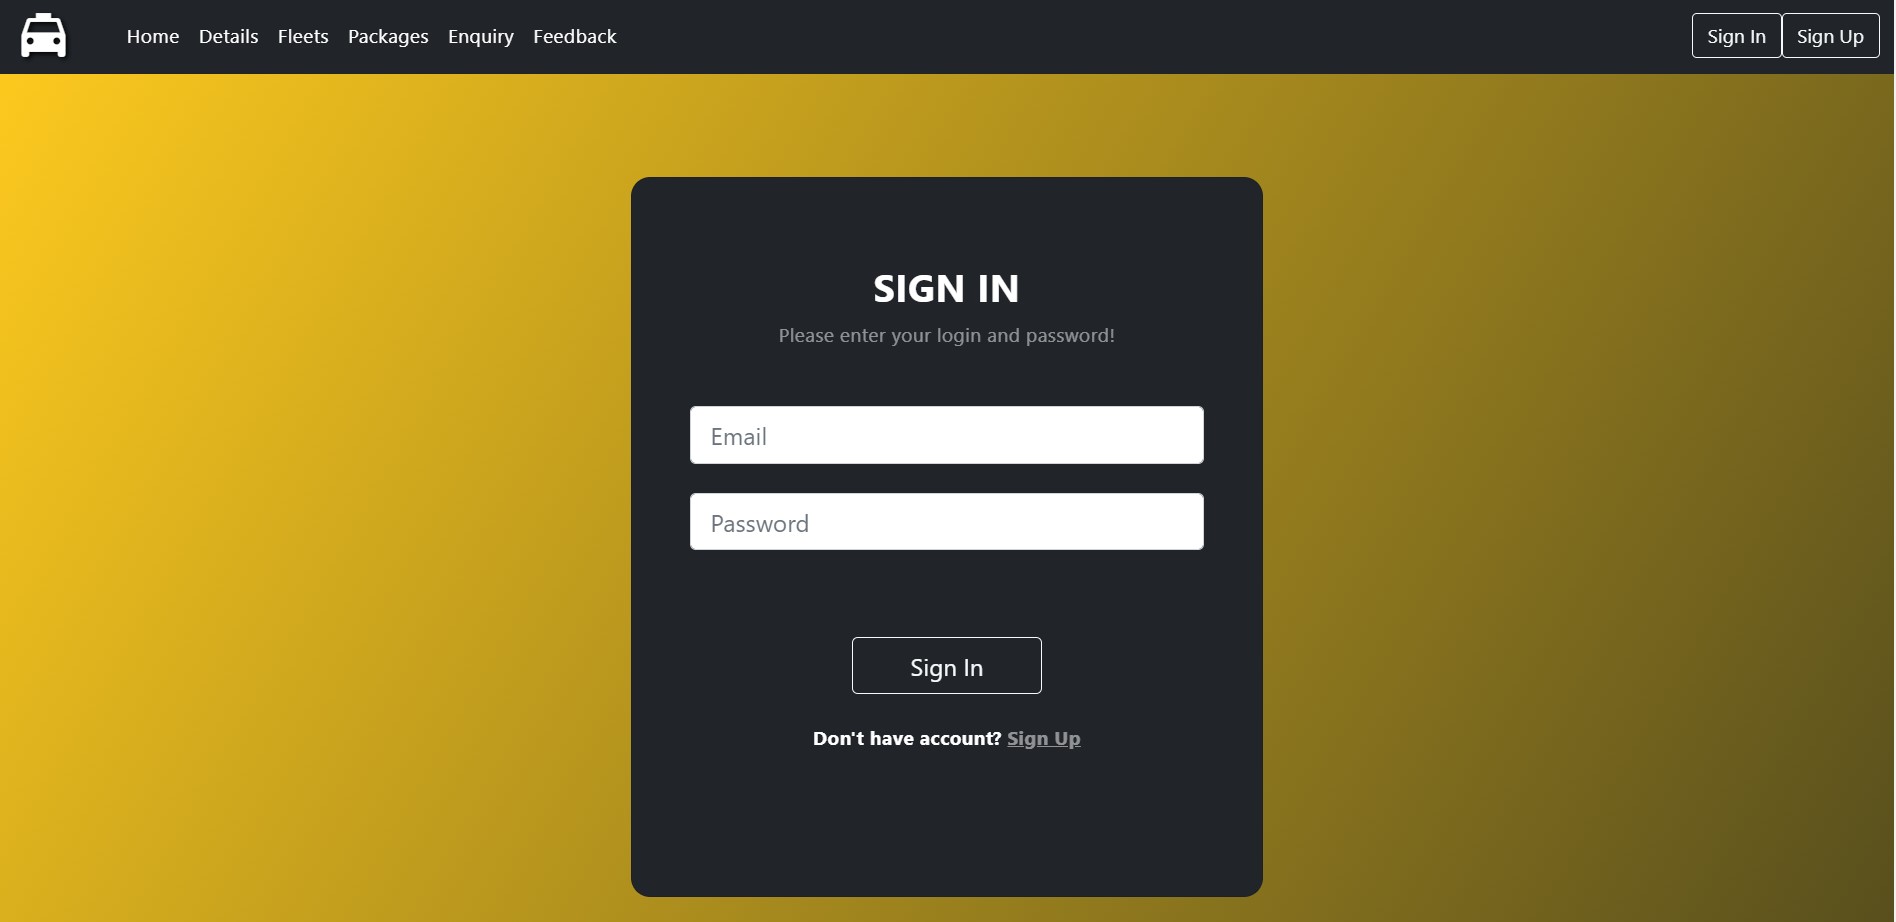 Home Details Fleets Packages Enquiry Feedback Sign In Sign Up
SIGN IN
Please enter your login and password!
Email
Password
Sign In
Don't have account? Sign Up